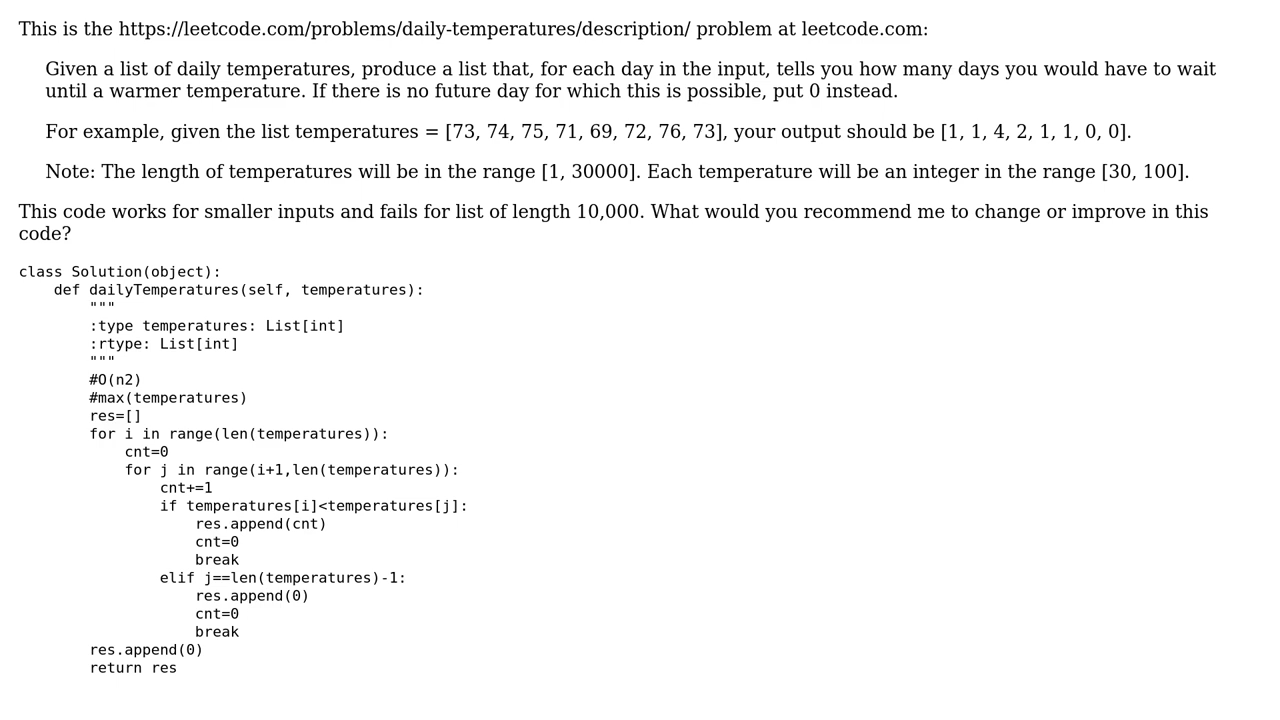 This is the https://leetcode.com/problems/daily-temperatures/description/ problem at leetcode.com:
Given a list of daily temperatures, produce a list that, for each day in the input, tells you how many days you would have to wait
until a warmer temperature. If there is no future day for which this is possible, put 0 instead.
For example, given the list temperatures = [73, 74, 75, 71, 69, 72, 76, 73], your output should be [1, 1, 4, 2, 1, 1, 0, 0].
Note: The length of temperatures will be in the range [1, 30000]. Each temperature will be an integer in the range [30, 100].
This code works for smaller inputs and fails for list of length 10,000. What would you recommend me to change or improve in this
code?
class Solution(object):
    def dailyTemperatures(self, temperatures):
        """
        :type temperatures: List[int]
        :rtype: List[int]
        """
        #O(n2)
        #max(temperatures)
        res=[]
        for i in range(len(temperatures)):
            cnt=0
            for j in range(i+1,len(temperatures)):
                cnt+=1
                if temperatures[i]<temperatures[j]:
                    res.append(cnt)
                    cnt=0
                    break
                elif j==len(temperatures)-1:
                    res.append(0)
                    cnt=0
                    break
        res.append(0)
        return res